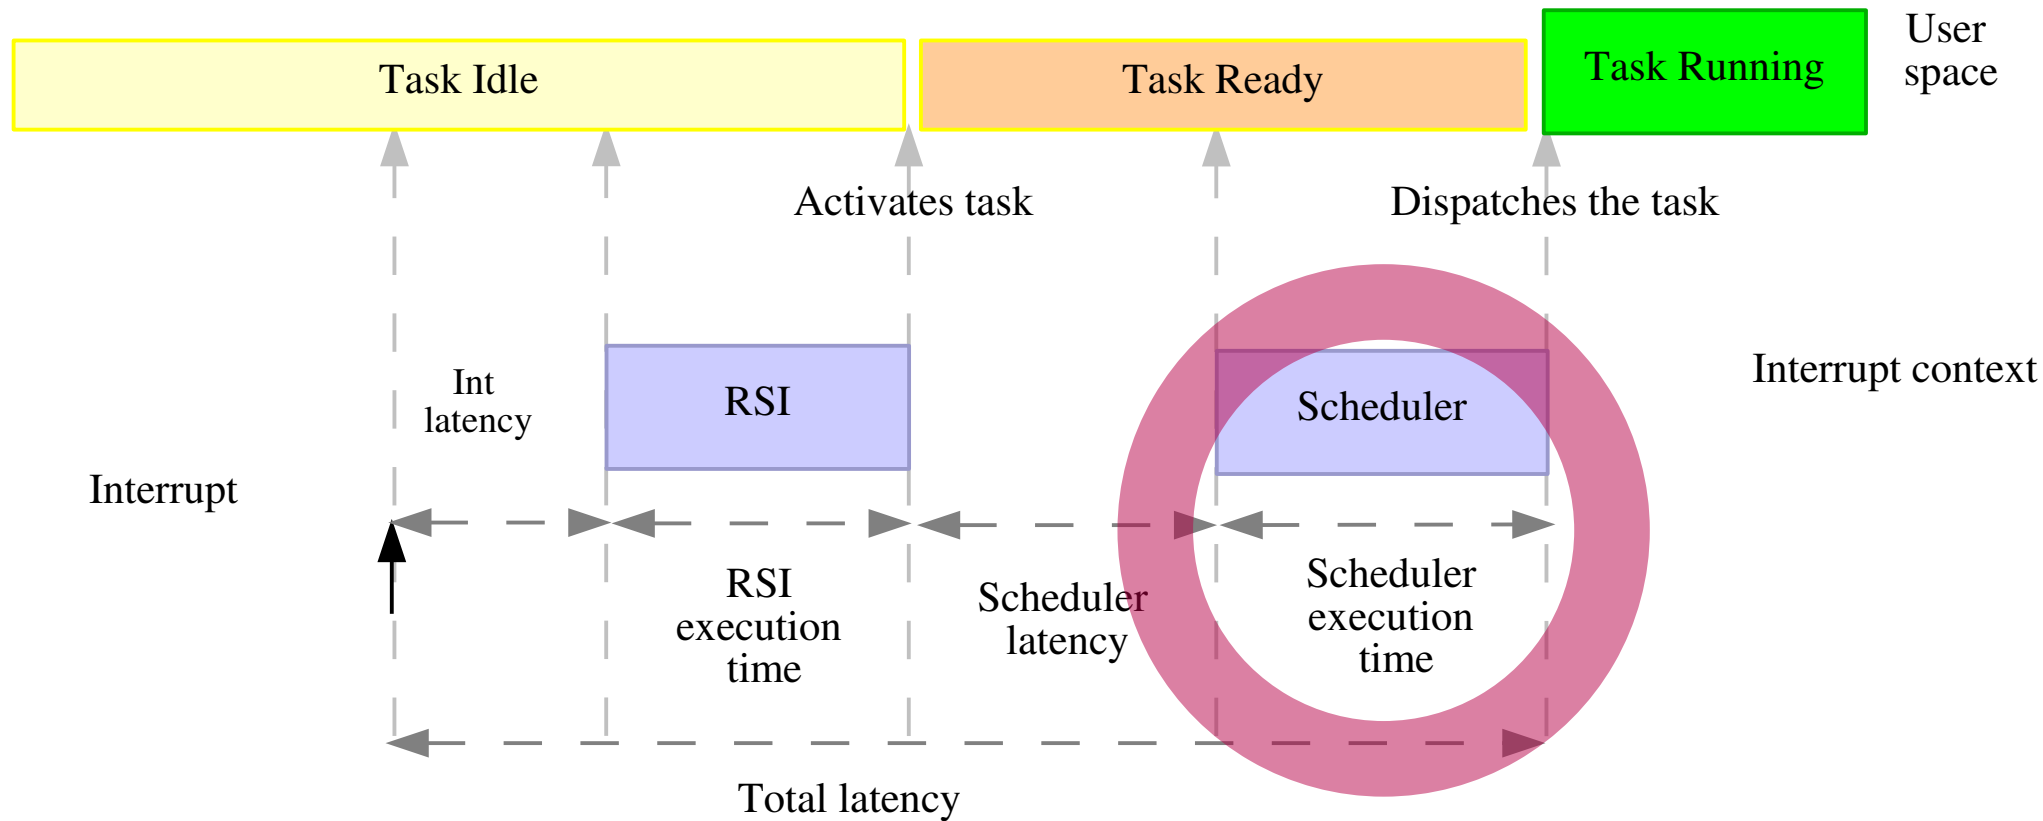 Task Idle
Task Ready
Task Running
User
space
Activates task
Dispatches the task
Int
latency
RSI
Scheduler
Interrupt context
Interrupt
RSI
execution
time
Scheduler
latency
Scheduler
execution
time
Total latency